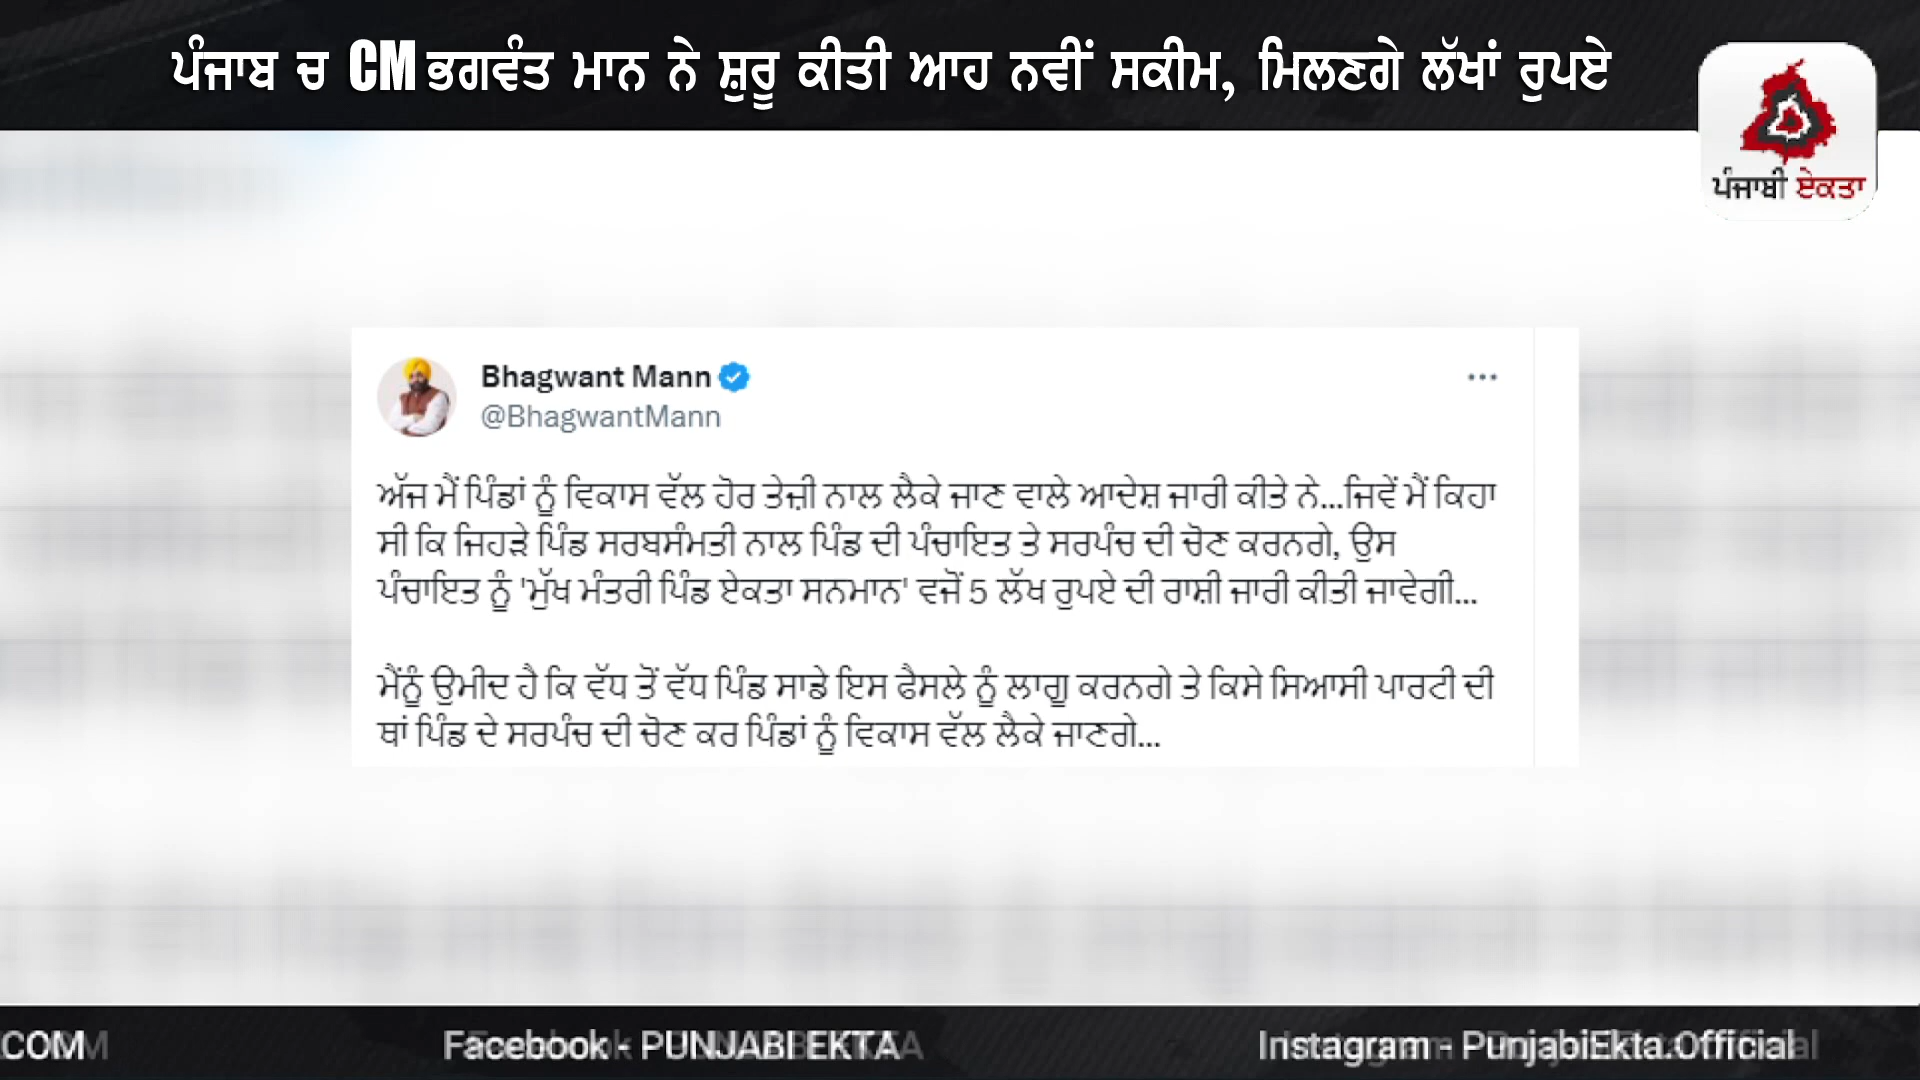 ਪੰਜਾਬ ਚ CM ਭਗਵੰਤ ਮਾਨ ਨੇ ਸ਼ੁਰੂ ਕੀਤੀ ਆਹ ਨਵੀਂ ਸਕੀਮ, ਮਿਲਣਗੇ ਲੱਖਾਂ ਰੁਪਏ
ਪੰਜਾਬੀ ਏਕਤਾ
Bhagwant Mann
@BhagwantMann
ਅੱਜ ਮੈਂ ਪਿੰਡਾਂ ਨੂੰ ਵਿਕਾਸ ਵੱਲ ਹੋਰ ਤੇਜ਼ੀ ਨਾਲ ਲੈਕੇ ਜਾਣ ਵਾਲੇ ਆਦੇਸ਼ ਜਾਰੀ ਕੀਤੇ ਨੇ...ਜਿਵੇਂ ਮੈਂ ਕਿਹਾ
ਸੀ ਕਿ ਜਿਹੜੇ ਪਿੰਡ ਸਰਬਸੰਮਤੀ ਨਾਲ ਪਿੰਡ ਦੀ ਪੰਚਾਇਤ ਤੇ ਸਰਪੰਚ ਦੀ ਚੋਣ ਕਰਨਗੇ, ਉਸ
ਪੰਚਾਇਤ ਨੂੰ 'ਮੁੱਖ ਮੰਤਰੀ ਪਿੰਡ ਏਕਤਾ ਸਨਮਾਨ' ਵਜੋਂ 5 ਲੱਖ ਰੁਪਏ ਦੀ ਰਾਸ਼ੀ ਜਾਰੀ ਕੀਤੀ ਜਾਵੇਗੀ...
ਮੈਨੂੰ ਉਮੀਦ ਹੈ ਕਿ ਵੱਧ ਤੋਂ ਵੱਧ ਪਿੰਡ ਸਾਡੇ ਇਸ ਫੈਸਲੇ ਨੂੰ ਲਾਗੂ ਕਰਨਗੇ ਤੇ ਕਿਸੇ ਸਿਆਸੀ ਪਾਰਟੀ ਦੀ
ਥਾਂ ਪਿੰਡ ਦੇ ਸਰਪੰਚ ਦੀ ਚੋਣ ਕਰ ਪਿੰਡਾਂ ਨੂੰ ਵਿਕਾਸ ਵੱਲ ਲੈਕੇ ਜਾਣਗੇ...
.COM Facebook - PUNJABI EKTA Instagram - PunjabiEkta.Official